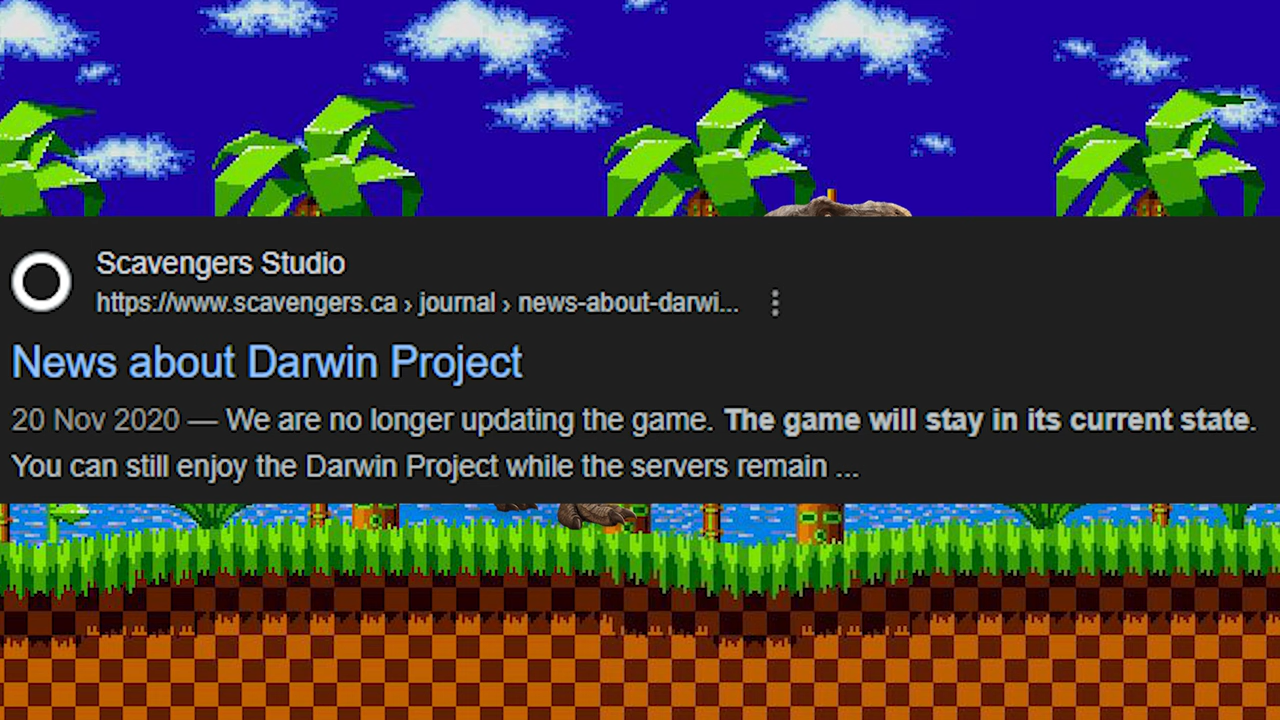 Scavengers Studio
https://www.scavengers.ca › journal › news-about-darwi...
News about Darwin Project
20 Nov 2020 — We are no longer updating the game. The game will stay in its current state.
You can still enjoy the Darwin Project while the servers remain ...